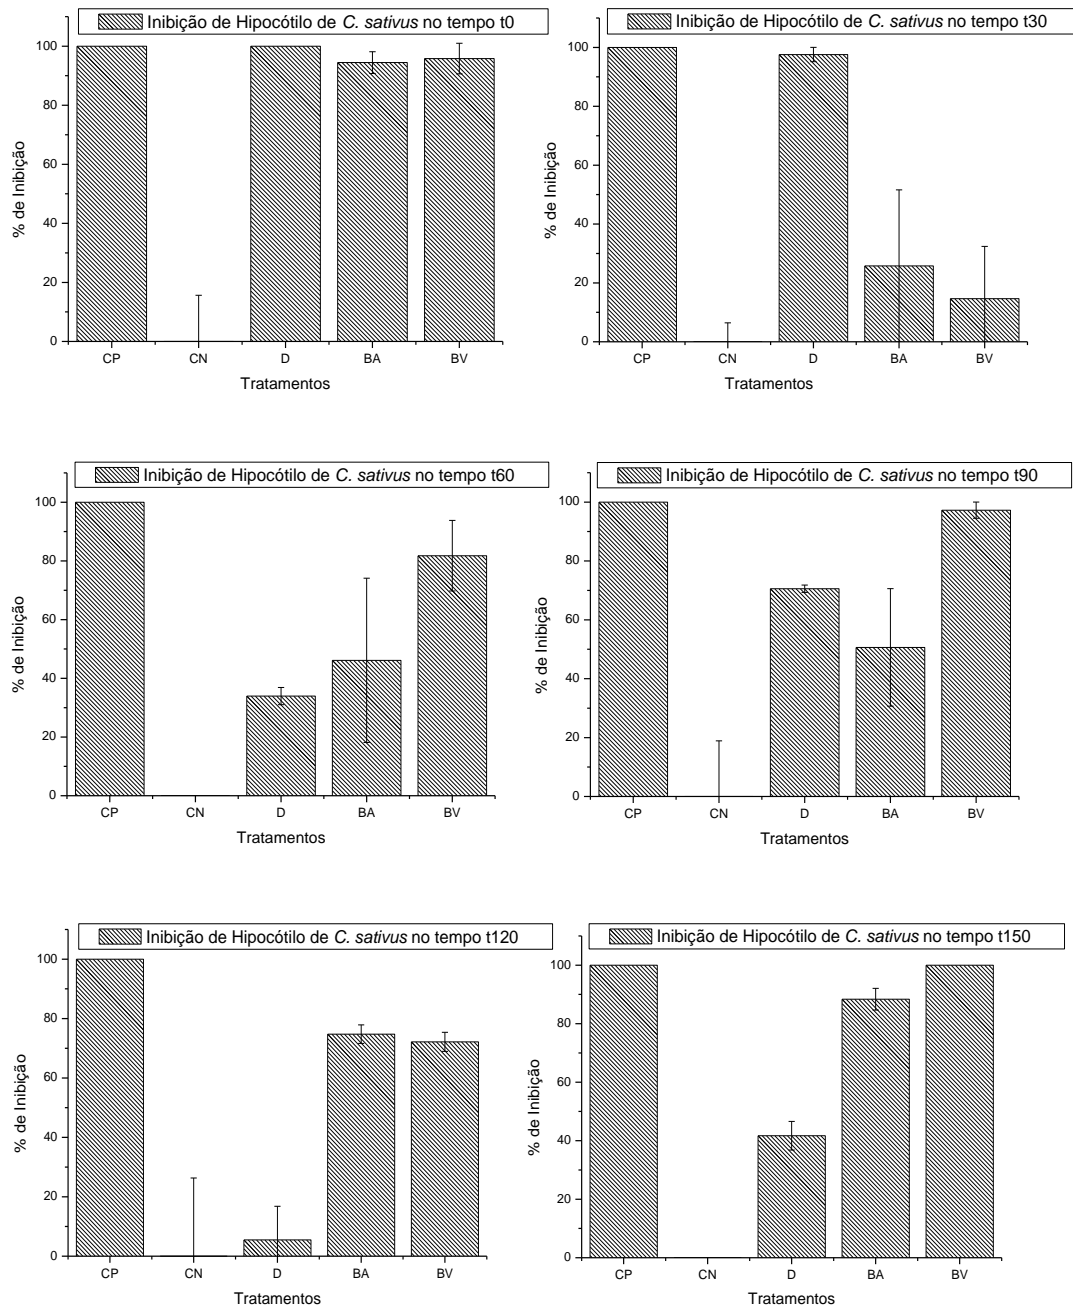 Inibição de Hipocótilo de C. sativus no tempo t0
% de Inibição
100
80
60
40
20
0
CP CN D BA BV
Tratamentos
Inibição de Hipocótilo de C. sativus no tempo t30
% de Inibição
100
80
60
40
20
0
CP CN D BA BV
Tratamentos
Inibição de Hipocótilo de C. sativus no tempo t60
% de Inibição
100
80
60
40
20
0
CP CN D BA BV
Tratamentos
Inibição de Hipocótilo de C. sativus no tempo t90
% de Inibição
100
80
60
40
20
0
CP CN D BA BV
Tratamentos
Inibição de Hipocótilo de C. sativus no tempo t120
% de Inibição
100
80
60
40
20
0
CP CN D BA BV
Tratamentos
Inibição de Hipocótilo de C. sativus no tempo t150
% de Inibição
100
80
60
40
20
0
CP CN D BA BV
Tratamentos